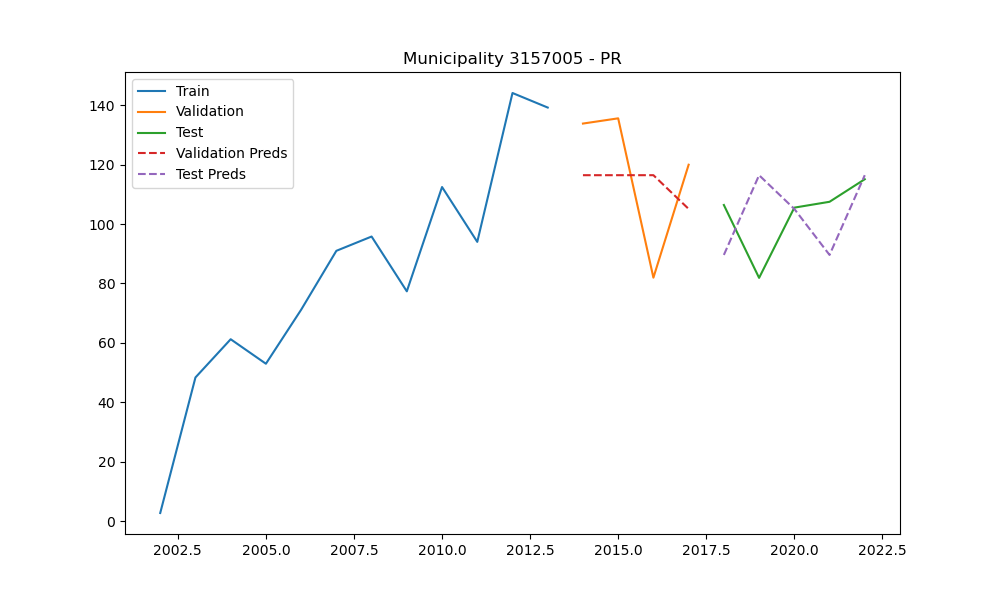 Municipality 3157005 - PR
Train
Validation
Test
Validation Preds
Test Preds
140
120
100
80
60
40
20
0
2002.5 2005.0 2007.5 2010.0 2012.5 2015.0 2017.5 2020.0 2022.5